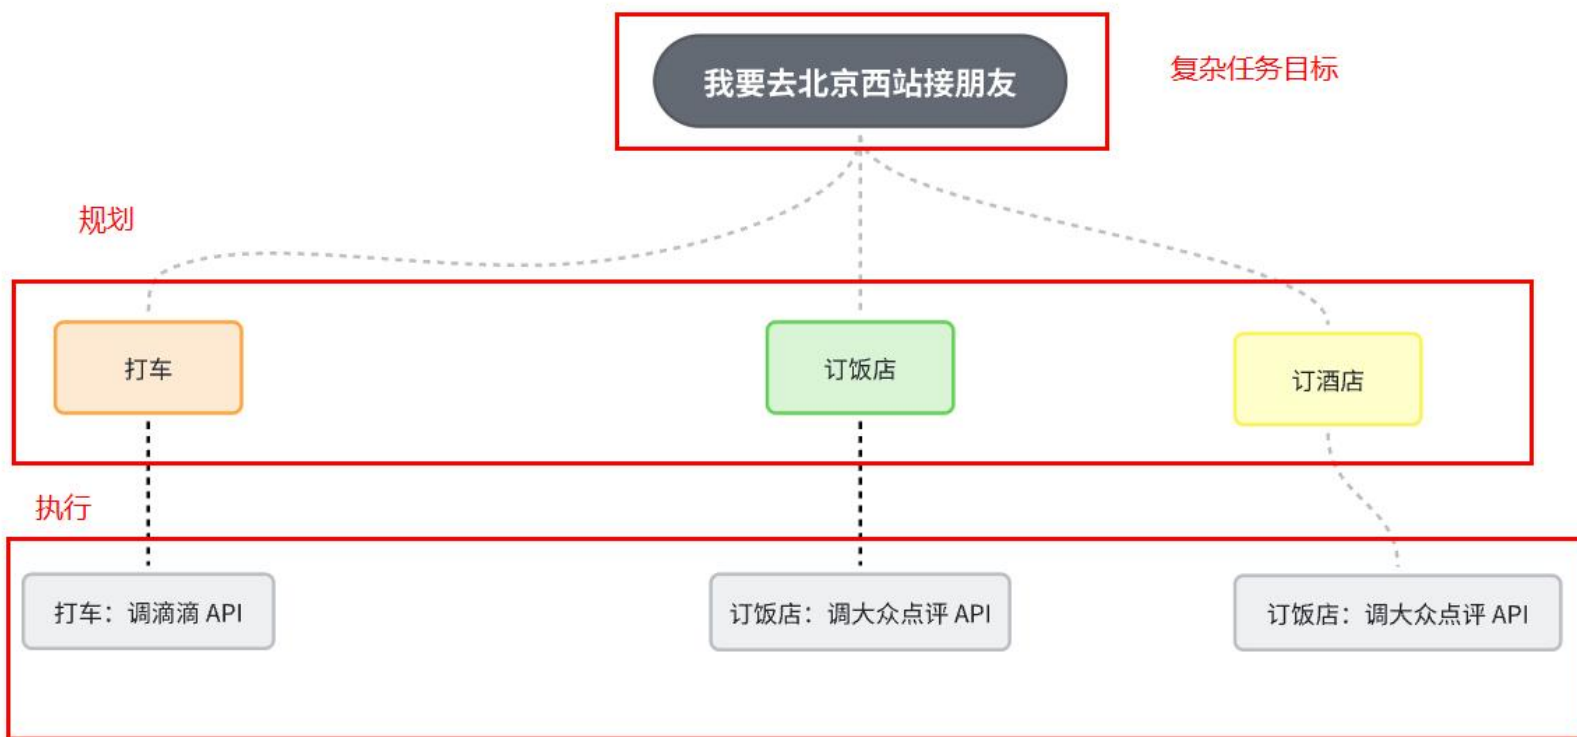 我要去北京西站接朋友
复杂任务目标
规划
打车
订饭店
订酒店
执行
打车：调滴滴 API
订饭店：调大众点评 API
订饭店：调大众点评 API